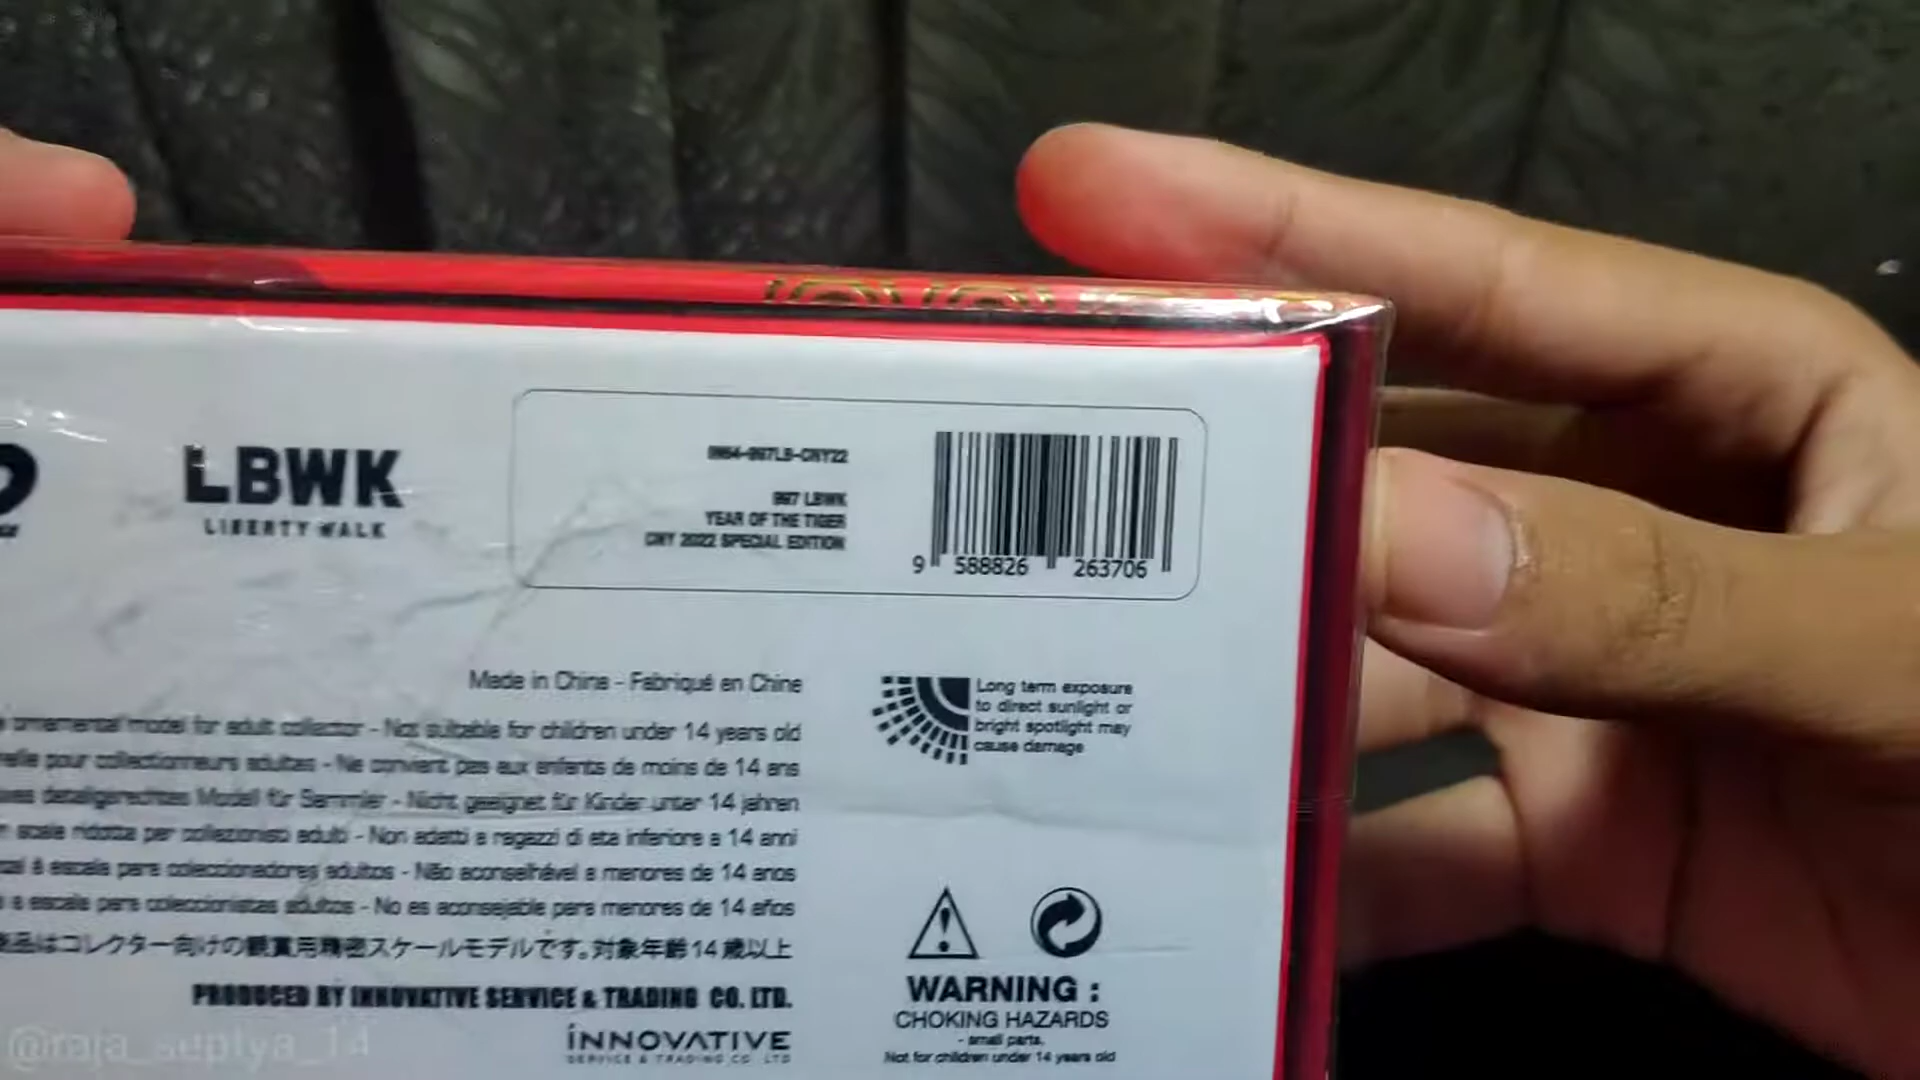 LBWK
LIBERTY WALK
IN64-997LB-CNY22
997 LBWK
YEAR OF THE TIGER
CNY 2022 SPECIAL EDITION
9 588826 263706
Made in China - Fabriqué en Chine
Long term exposure
to direct sunlight or
bright spotlight may
cause damage
ornamental model for adult collector - Not suitable for children under 14 years old
pour collectionneurs adultes - Ne convient pas aux enfants de moins de 14 ans
detailgerechtes Modell für Sammler - Nicht geeignet für Kinder unter 14 jahren
scala ridotta per collezionisti adulti - Non adatti a ragazzi di eta inferiore a 14 anni
à escala para coleccionadores adultos - Não aconselhável a menores de 14 anos
a escala para coleccionistas adultos - No es aconsejable para menores de 14 años
商品はコレクター向けの観賞用精密スケールモデルです。対象年齢14歳以上
PRODUCED BY INNOVATIVE SERVICE & TRADING CO. LTD.
INNOVATIVE
SERVICE & TRADING CO. LTD
WARNING :
CHOKING HAZARDS
- small parts.
Not for children under 14 years old
@raja_septya_14